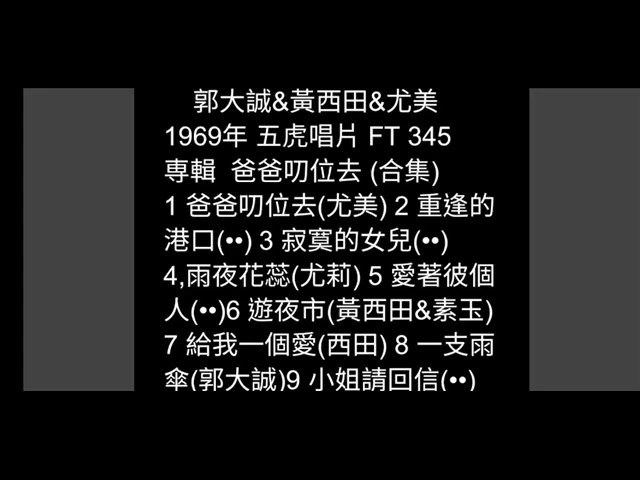 郭大誠&黃西田&尤美
1969年 五虎唱片 FT 345
專輯 爸爸叨位去 (合集)
1 爸爸叨位去(尤美) 2 重逢的
港口(••) 3 寂寞的女兒(••)
4,雨夜花蕊(尤莉) 5 愛著彼個
人(••)6 遊夜市(黃西田&素玉)
7 給我一個愛(西田) 8 一支雨
傘(郭大誠)9 小姐請回信(••)